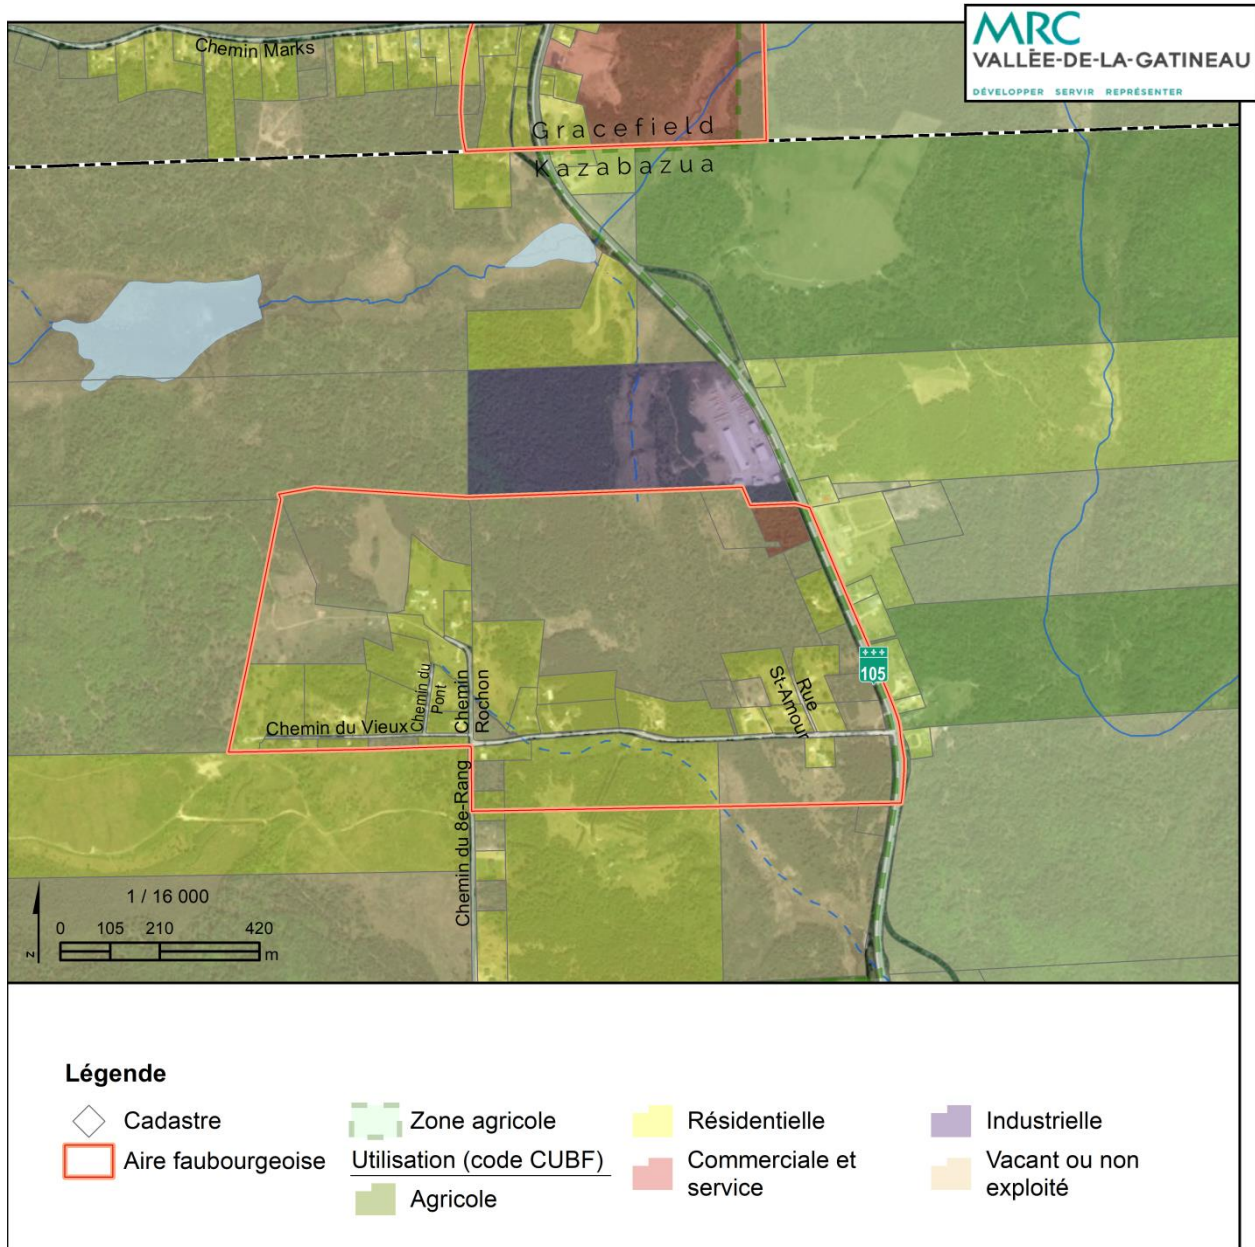 MRC
VALLÉE-DE-LA-GATINEAU
DÉVELOPPER SERVIR REPRÉSENTER
Chemin Marks
Gracefield
Kazabazua
105
Rue
St-Amour
Chemin du Pont
Chemin Rochon
Chemin du Vieux
Chemin du 8e-Rang
1 / 16 000
0 105 210 420
m
z
Légende
Cadastre
Aire faubourgeoise
Zone agricole
Utilisation (code CUBF)
Agricole
Résidentielle
Commerciale et
service
Industrielle
Vacant ou non
exploité